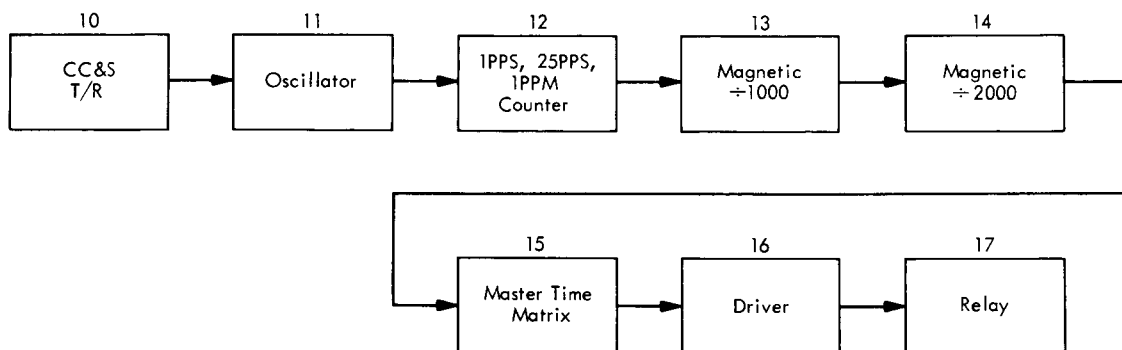 10
CC&S
T/R
11
Oscillator
12
1PPS, 25PPS,
1PPM
Counter
13
Magnetic
÷1000
14
Magnetic
÷2000
15
Master Time
Matrix
16
Driver
17
Relay